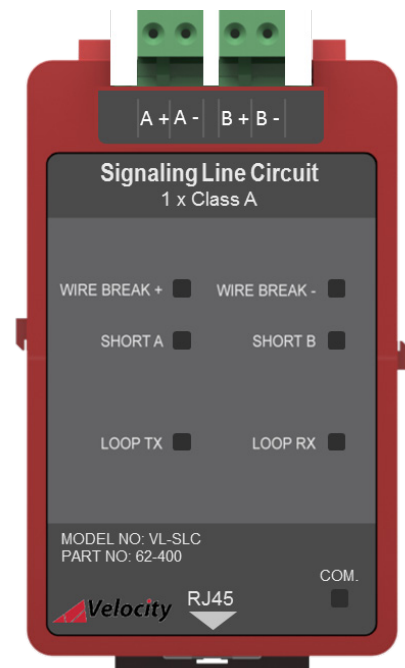 A + A - B + B -
Signaling Line Circuit
1 x Class A
WIRE BREAK + WIRE BREAK -
SHORT A SHORT B
LOOP TX LOOP RX
MODEL NO: VL-SLC
PART NO: 62-400
COM.
Velocity RJ45